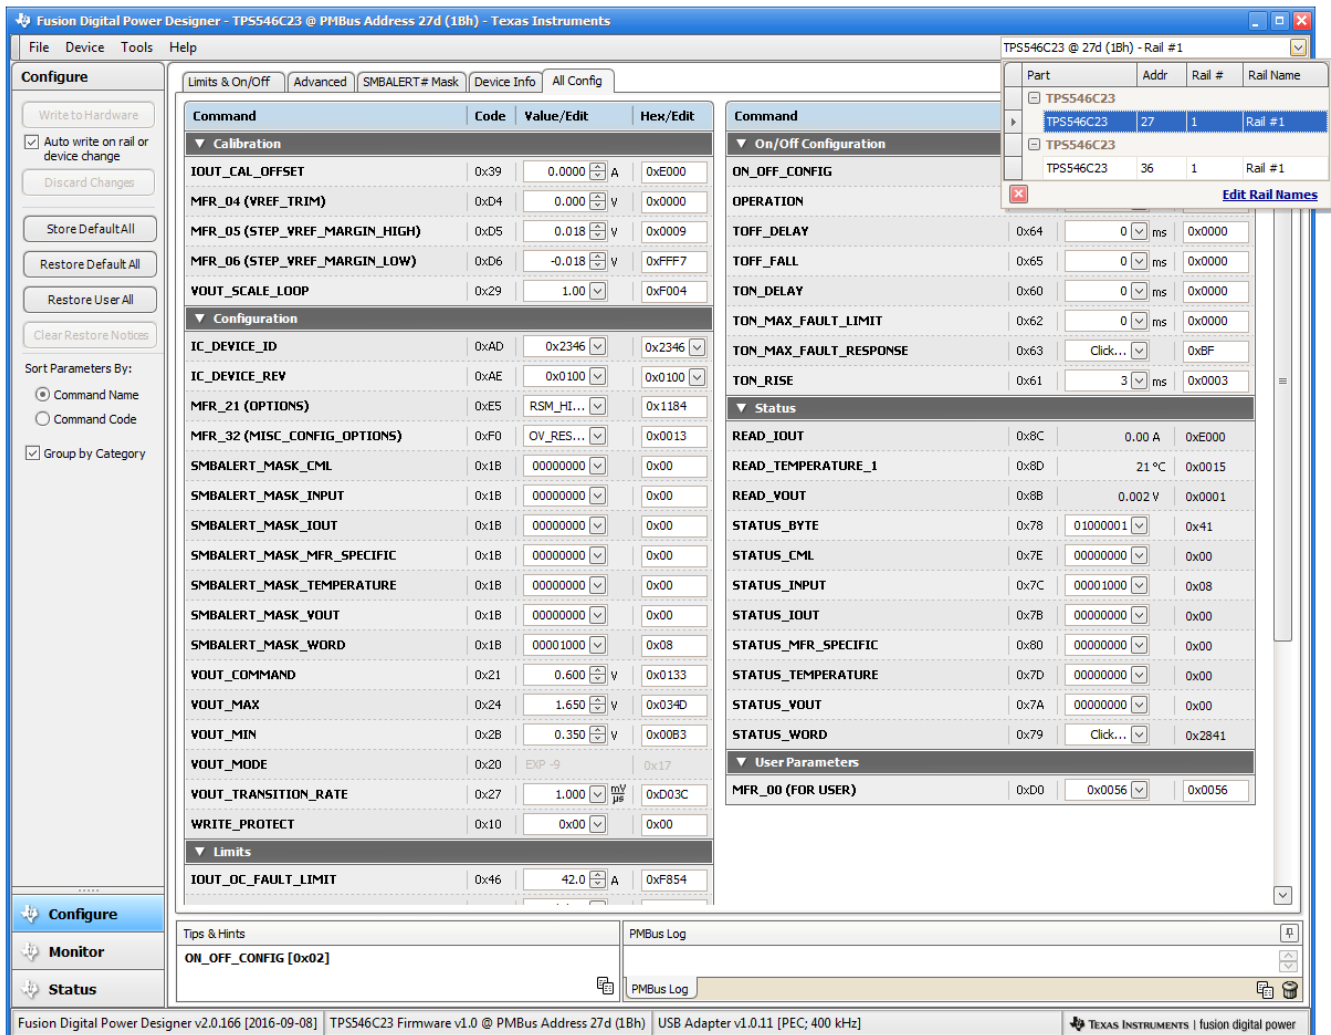 Fusion Digital Power Designer - TPS546C23 @ PMBus Address 27d (1Bh) - Texas Instruments
File Device Tools Help
TPS546C23 @ 27d (1Bh) - Rail #1
Part Addr Rail # Rail Name
TPS546C23
TPS546C23 27 1 Rail #1
TPS546C23
TPS546C23 36 1 Rail #1
Edit Rail Names
Configure
Write to Hardware
Auto write on rail or
device change
Discard Changes
Store Default All
Restore Default All
Restore User All
Clear Restore Notices
Sort Parameters By:
Command Name
Command Code
Group by Category
Configure
Monitor
Status
Limits & On/Off Advanced SMBALERT# Mask Device Info All Config
Command Code Value/Edit Hex/Edit
Calibration
IOUT_CAL_OFFSET 0x39 0.0000 A 0xE000
MFR_04 (VREF_TRIM) 0xD4 0.000 V 0x0000
MFR_05 (STEP_VREF_MARGIN_HIGH) 0xD5 0.018 V 0x0009
MFR_06 (STEP_VREF_MARGIN_LOW) 0xD6 -0.018 V 0xFFF7
VOUT_SCALE_LOOP 0x29 1.00 0xF004
Configuration
IC_DEVICE_ID 0xAD 0x2346 0x2346
IC_DEVICE_REV 0xAE 0x0100 0x0100
MFR_21 (OPTIONS) 0xE5 RSM_HI... 0x1184
MFR_32 (MISC_CONFIG_OPTIONS) 0xF0 OV_RES... 0x0013
SMBALERT_MASK_CML 0x1B 00000000 0x00
SMBALERT_MASK_INPUT 0x1B 00000000 0x00
SMBALERT_MASK_IOUT 0x1B 00000000 0x00
SMBALERT_MASK_MFR_SPECIFIC 0x1B 00000000 0x00
SMBALERT_MASK_TEMPERATURE 0x1B 00000000 0x00
SMBALERT_MASK_VOUT 0x1B 00000000 0x00
SMBALERT_MASK_WORD 0x1B 00001000 0x08
VOUT_COMMAND 0x21 0.600 V 0x0133
VOUT_MAX 0x24 1.650 V 0x034D
VOUT_MIN 0x2B 0.350 V 0x00B3
VOUT_MODE 0x20 EXP -9 0x17
VOUT_TRANSITION_RATE 0x27 1.000 mV/µs 0xD03C
WRITE_PROTECT 0x10 0x00 0x00
Limits
IOUT_OC_FAULT_LIMIT 0x46 42.0 A 0xF854
Command
On/Off Configuration
ON_OFF_CONFIG
OPERATION
TOFF_DELAY 0x64 0 ms 0x0000
TOFF_FALL 0x65 0 ms 0x0000
TON_DELAY 0x60 0 ms 0x0000
TON_MAX_FAULT_LIMIT 0x62 0 ms 0x0000
TON_MAX_FAULT_RESPONSE 0x63 Click... 0xBF
TON_RISE 0x61 3 ms 0x0003
Status
READ_IOUT 0x8C 0.00 A 0xE000
READ_TEMPERATURE_1 0x8D 21 °C 0x0015
READ_VOUT 0x8B 0.002 V 0x0001
STATUS_BYTE 0x78 01000001 0x41
STATUS_CML 0x7E 00000000 0x00
STATUS_INPUT 0x7C 00001000 0x08
STATUS_IOUT 0x7B 00000000 0x00
STATUS_MFR_SPECIFIC 0x80 00000000 0x00
STATUS_TEMPERATURE 0x7D 00000000 0x00
STATUS_VOUT 0x7A 00000000 0x00
STATUS_WORD 0x79 Click... 0x2841
User Parameters
MFR_00 (FOR USER) 0xD0 0x0056 0x0056
Tips & Hints
ON_OFF_CONFIG [0x02]
PMBus Log
PMBus Log
Fusion Digital Power Designer v2.0.166 [2016-09-08] TPS546C23 Firmware v1.0 @ PMBus Address 27d (1Bh) USB Adapter v1.0.11 [PEC; 400 kHz] TEXAS INSTRUMENTS | fusion digital power